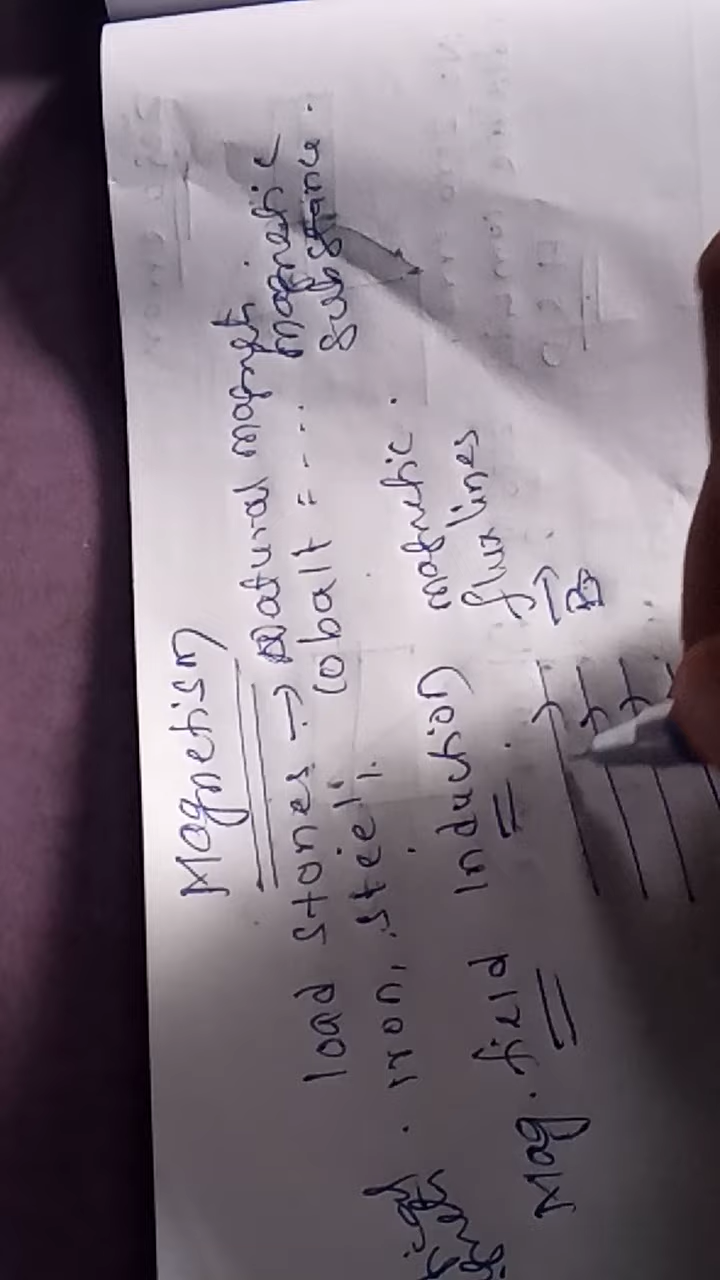 Magnetism
load stones → Natural magnet.
iron, steel, cobalt = - - - . magnetic substance.
Mag. field induction magnetic flux lines
B